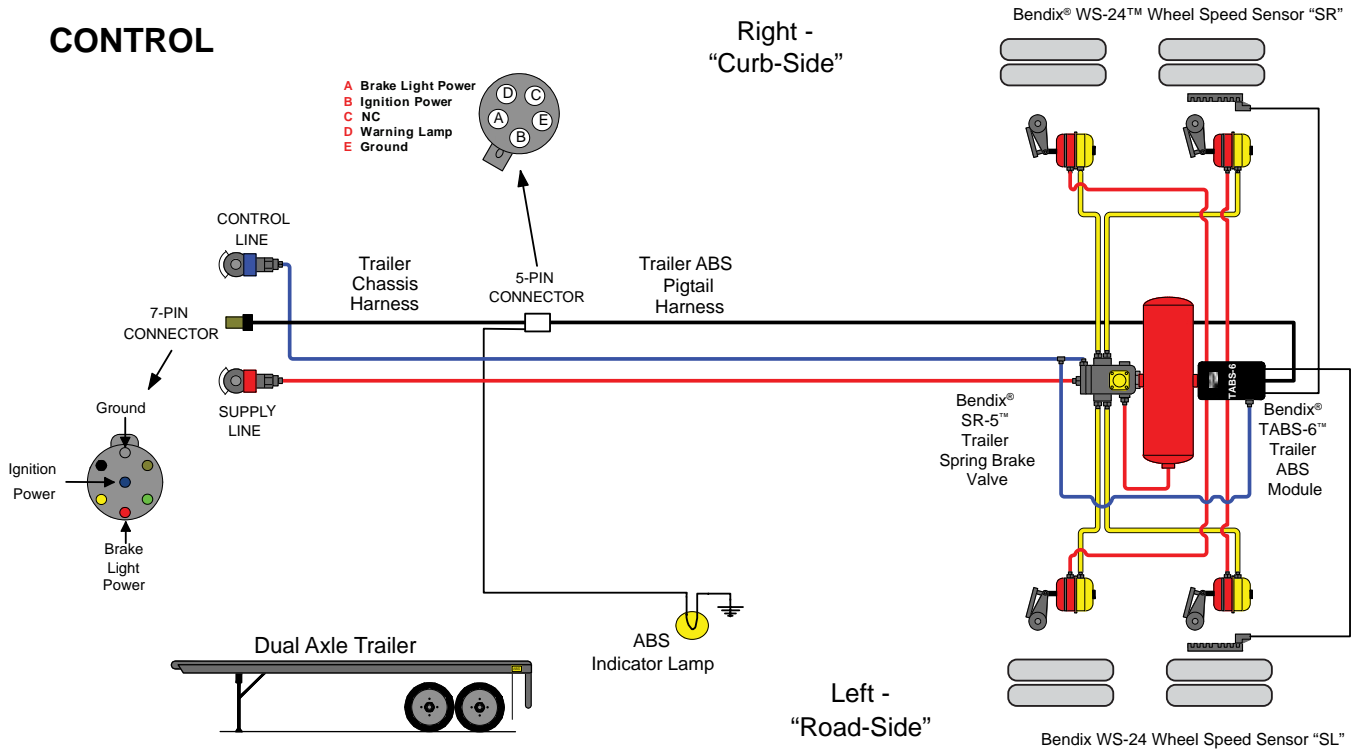 Bendix® WS-24™ Wheel Speed Sensor “SR”
CONTROL
Right -
“Curb-Side”
A Brake Light Power
B Ignition Power
C NC
D Warning Lamp
E Ground
D
C
A
E
B
CONTROL
LINE
Trailer
Chassis
Harness
5-PIN
CONNECTOR
Trailer ABS
Pigtail
Harness
7-PIN
CONNECTOR
SUPPLY
LINE
Ground
Ignition
Power
Brake
Light
Power
Bendix®
SR-5™
Trailer
Spring Brake
Valve
TABS-6
Bendix®
TABS-6™
Trailer
ABS
Module
ABS
Indicator Lamp
Dual Axle Trailer
Left -
“Road-Side”
Bendix WS-24 Wheel Speed Sensor “SL”